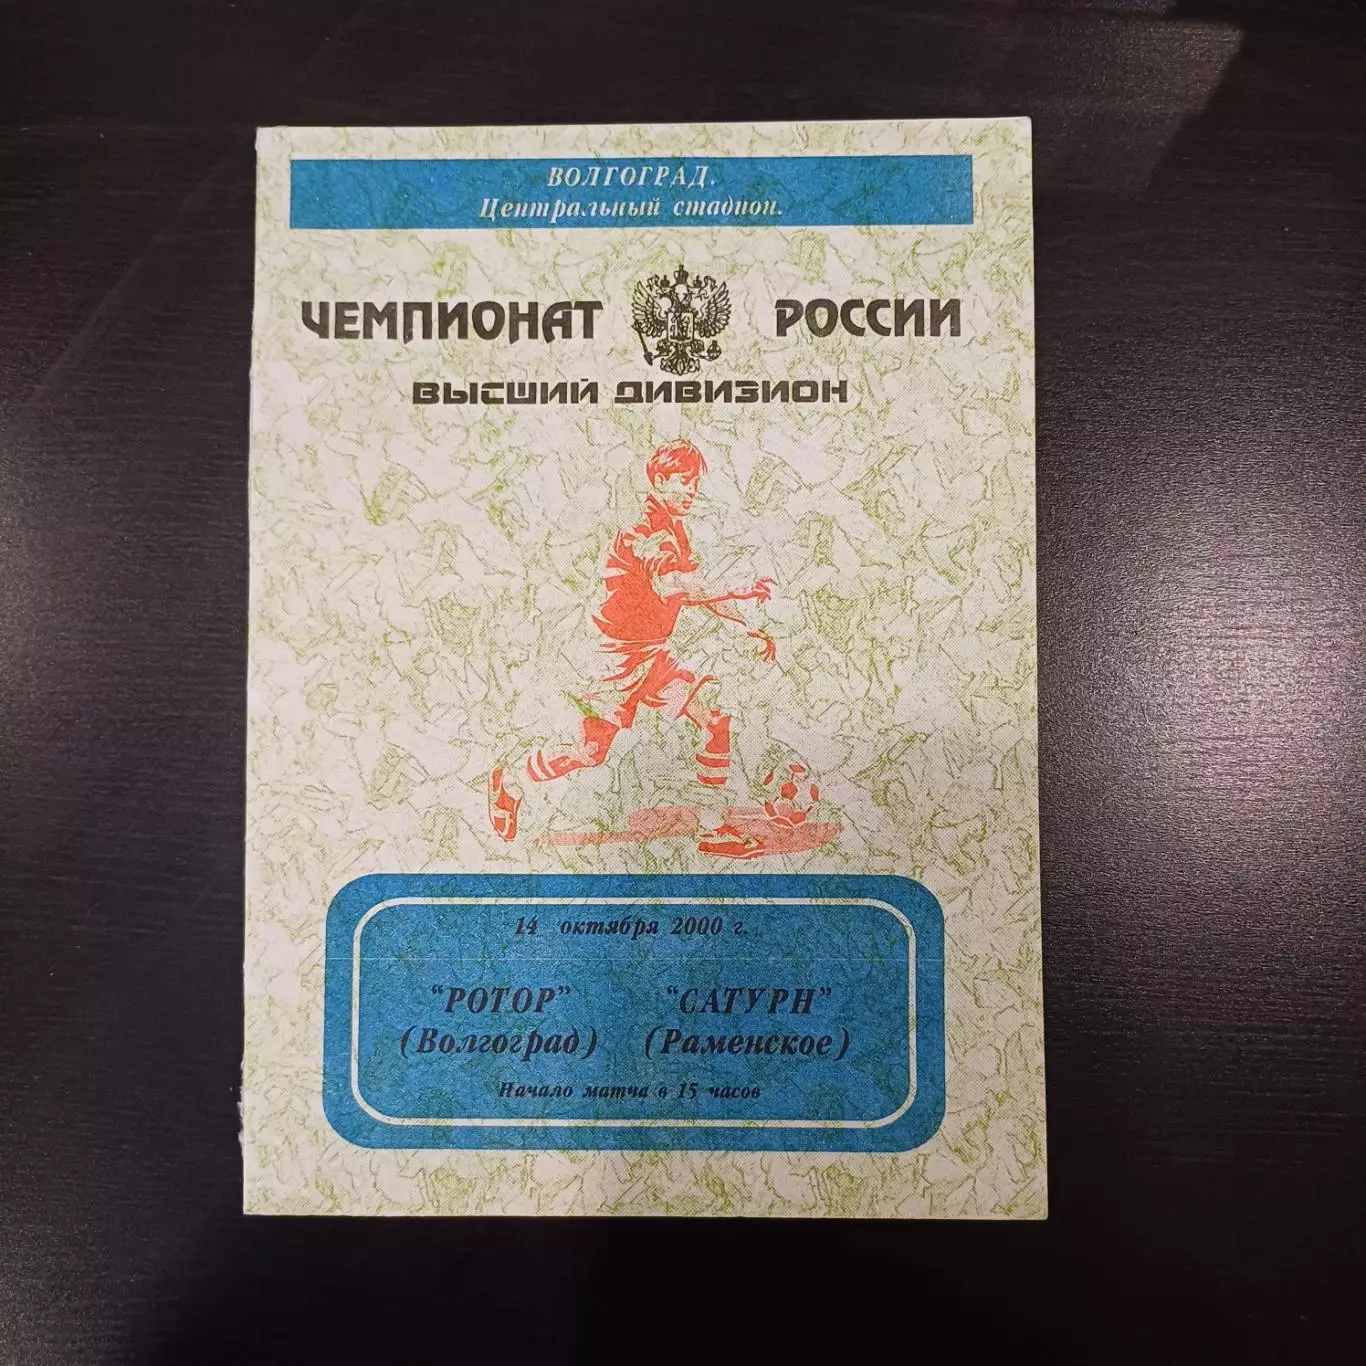 ВОЛГОГРАД.
Центральный стадион.
ЧЕМПИОНАТ РОССИИ
ВЫСШИЙ ДИВИЗИОН
14 октября 2000 г.
"РОТОР" "САТУРН"
(Волгоград) (Раменское)
Начало матча в 15 часов